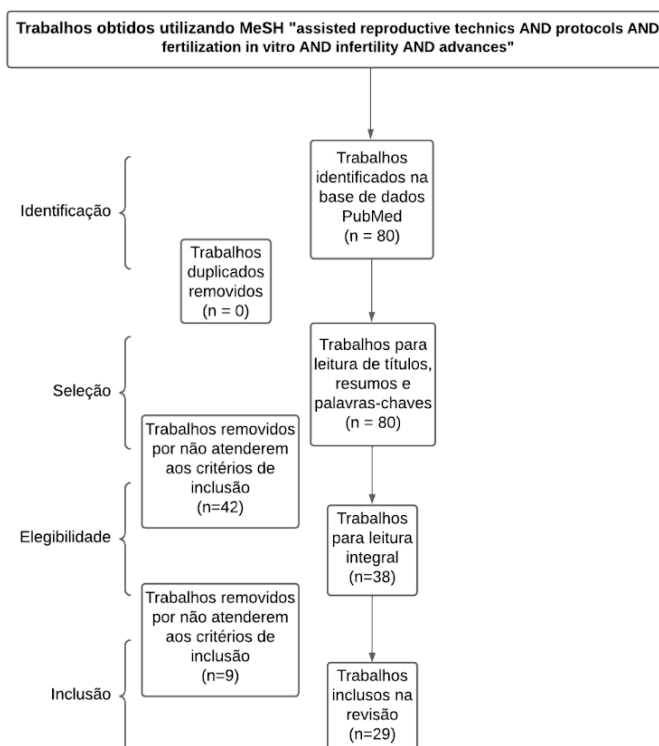 Trabalhos obtidos utilizando MeSH "assisted reproductive technics AND protocols AND
fertilization in vitro AND infertility AND advances"
Trabalhos
identificados na
base de dados
PubMed
(n = 80)
Identificação
Trabalhos
duplicados
removidos
(n = 0)
Trabalhos para
leitura de títulos,
resumos e
palavras-chaves
(n = 80)
Seleção
Trabalhos removidos
por não atenderem
aos critérios de
inclusão
(n=42)
Trabalhos
para leitura
integral
(n=38)
Elegibilidade
Trabalhos removidos
por não atenderem
aos critérios de
inclusão
(n=9)
Trabalhos
inclusos na
revisão
(n=29)
Inclusão